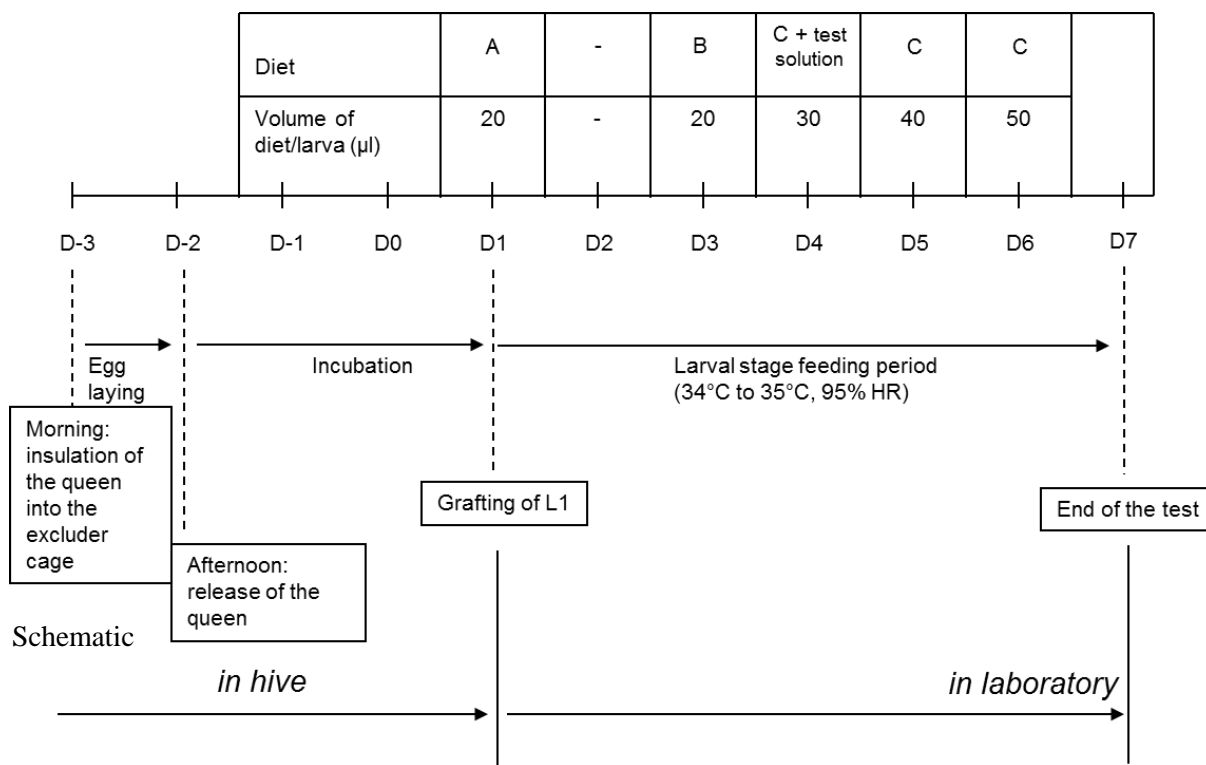 Diet A - B C + test solution C C
Volume of diet/larva (µl) 20 - 20 30 40 50
D-3 D-2 D-1 D0 D1 D2 D3 D4 D5 D6 D7
Egg
laying
Incubation
Larval stage feeding period
(34°C to 35°C, 95% HR)
Morning:
insulation of
the queen
into the
excluder
cage
Afternoon:
release of the
queen
Grafting of L1
End of the test
Schematic
in hive
in laboratory